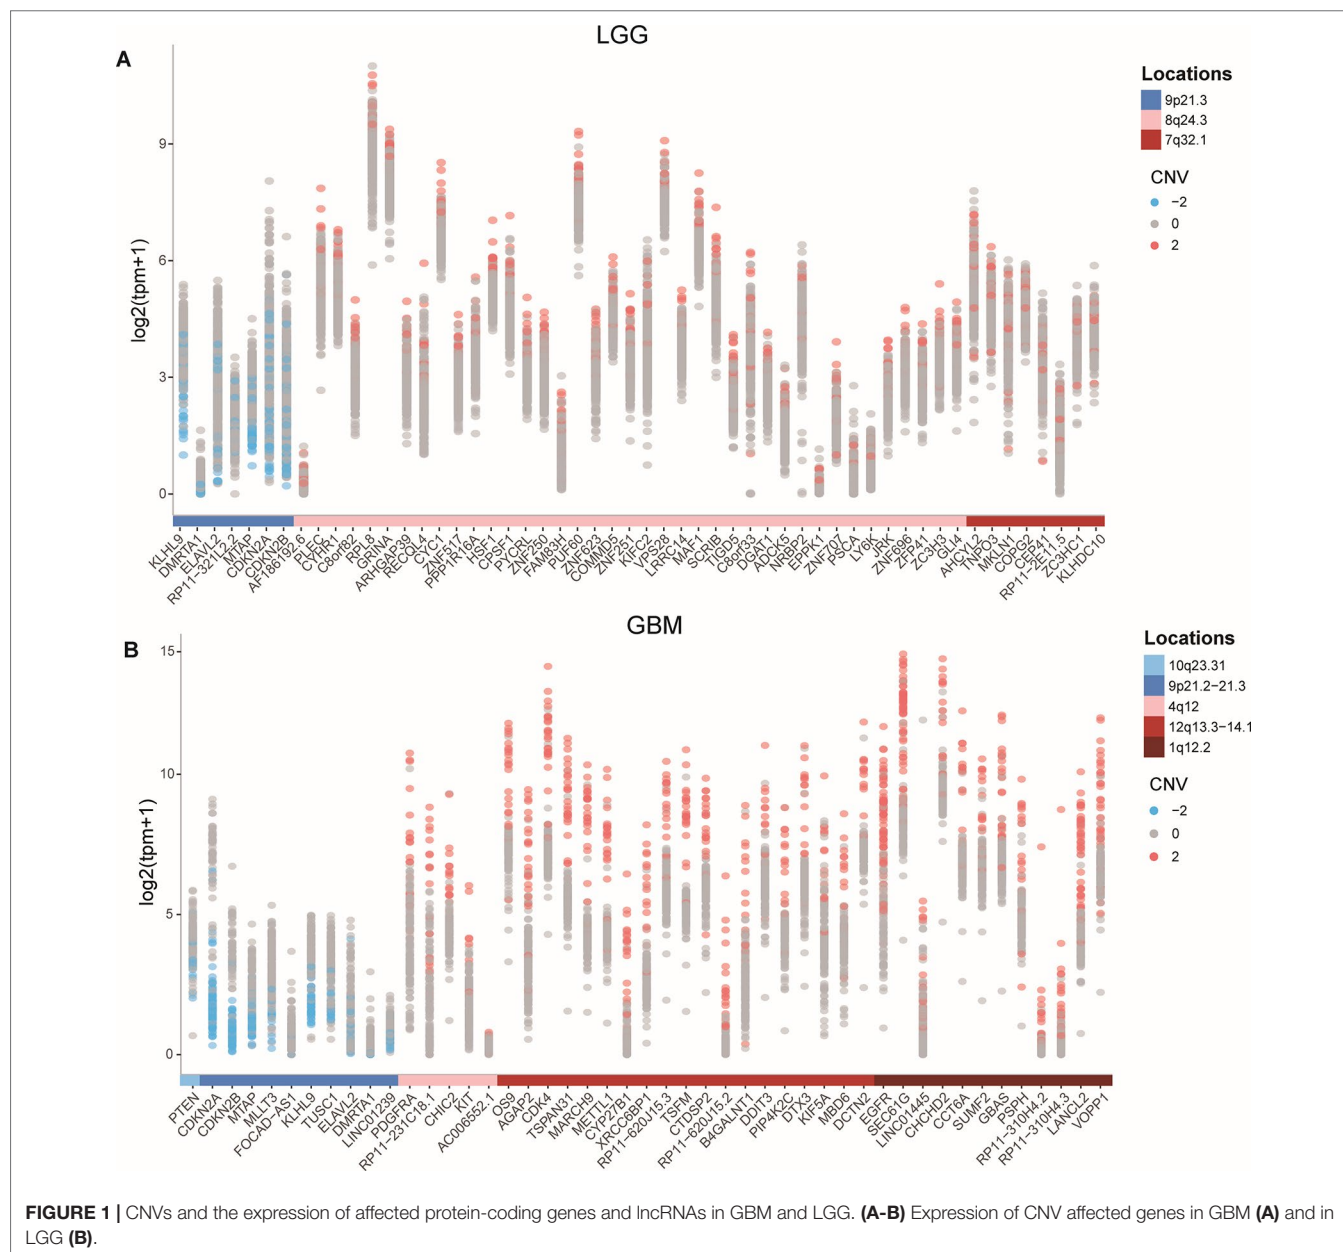 LGG
A
Locations
9p21.3
8q24.3
7q32.1
CNV
−2
0
2
log2(tpm+1)
9
6
3
0
KLHL9
DMRTA1
ELAVL2
RP11−321L2.2
MTAP
CDKN2A
CDKN2B
AF186192.6
PLEC
CYHR1
C8orf82
RPL8
GRINA
ARHGAP39
RECQL4
CYC1
ZNF517
PPP1R16A
HSF1
CPSF1
PYCRL
ZNF250
FAM83H
PUF60
ZNF623
COMMD5
ZNF251
KIFC2
VPS28
LRRC14
MAF1
SCRIB
TIGD5
C8orf33
DGAT1
ADCK5
NRBP2
EPPK1
ZNF707
PSCA
LY6K
JRK
ZNF696
ZFP41
ZC3H3
GLI4
AHCYL2
TNPO3
MKLN1
COPG2
CEP41
RP11−2E11.5
ZC3HC1
KLHDC10
GBM
B
Locations
10q23.31
9p21.2−21.3
4q12
12q13.3−14.1
1q12.2
CNV
−2
0
2
log2(tpm+1)
15
10
5
0
PTEN
CDKN2A
CDKN2B
MTAP
MLLT3
FOCAD−AS1
KLHL9
TUSC1
ELAVL2
DMRTA1
LINC01239
PDGFRA
RP11−231C18.1
CHIC2
KIT
AC006552.1
OS9
AGAP2
CDK4
TSPAN31
MARCH9
METTL1
CYP27B1
XRCC6BP1
RP11−620J15.3
TSFM
CTDSP2
RP11−620J15.2
B4GALNT1
DDIT3
PIP4K2C
DTX3
KIF5A
MBD6
DCTN2
EGFR
SEC61G
LINC01445
CHCHD2
CCT6A
SUMF2
GBAS
PSPH
RP11−310H4.2
RP11−310H4.3
LANCL2
VOPP1
FIGURE 1 | CNVs and the expression of affected protein-coding genes and lncRNAs in GBM and LGG. (A-B) Expression of CNV affected genes in GBM (A) and in
LGG (B).